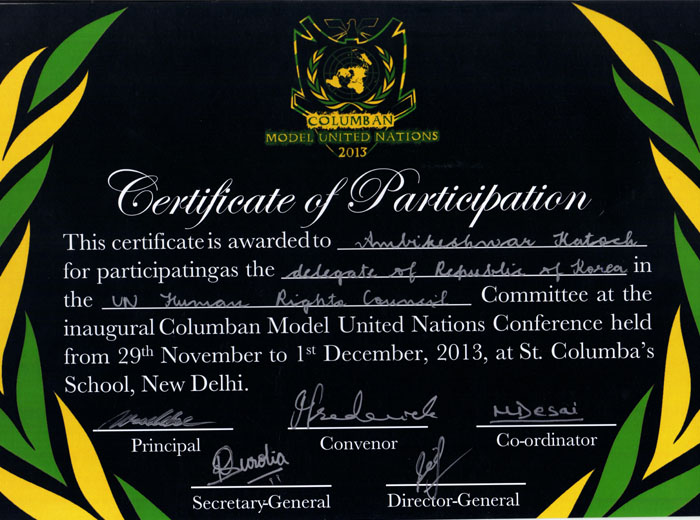 COLUMBAN
MODEL UNITED NATIONS
2013
Certificate of Participation
This certificate is awarded to Ambikeshwar Katoch
for participatingas the delegate of Republic of Korea in
the UN Human Rights Council Committee at the
inaugural Columban Model United Nations Conference held
from 29th November to 1st December, 2013, at St. Columba's
School, New Delhi.
MDesai
Principal Convenor Co-ordinator
Secretary-General Director-General